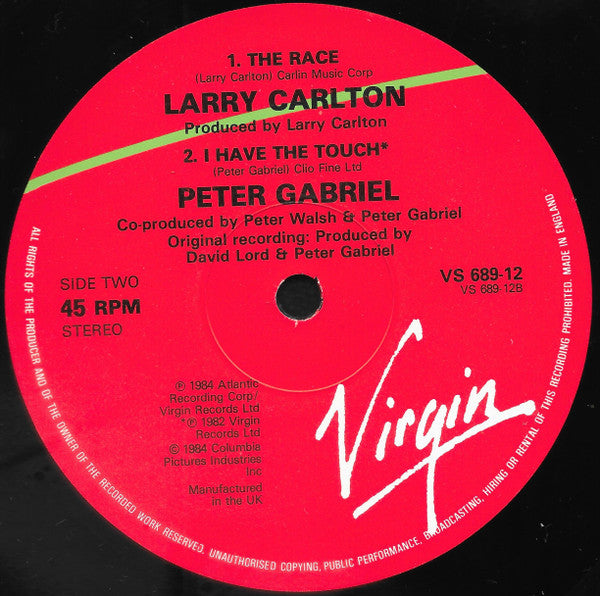 1. THE RACE
(Larry Carlton) Carlin Music Corp
LARRY CARLTON
Produced by Larry Carlton
2. I HAVE THE TOUCH*
(Peter Gabriel) Clio Fine Ltd
PETER GABRIEL
Co-produced by Peter Walsh & Peter Gabriel
Original recording: Produced by
David Lord & Peter Gabriel
SIDE TWO
45 RPM
STEREO
VS 689-12
VS 689-12B
℗ 1984 Atlantic
Recording Corp/
Virgin Records Ltd
*℗ 1982 Virgin
Records Ltd
© 1984 Columbia
Pictures Industries
Inc
Manufactured
in the UK
Virgin
ALL RIGHTS OF THE PRODUCER AND OF THE OWNER OF THE RECORDED WORK RESERVED. UNAUTHORISED COPYING, PUBLIC PERFORMANCE, BROADCASTING, HIRING OR RENTAL OF THIS RECORDING PROHIBITED. MADE IN ENGLAND